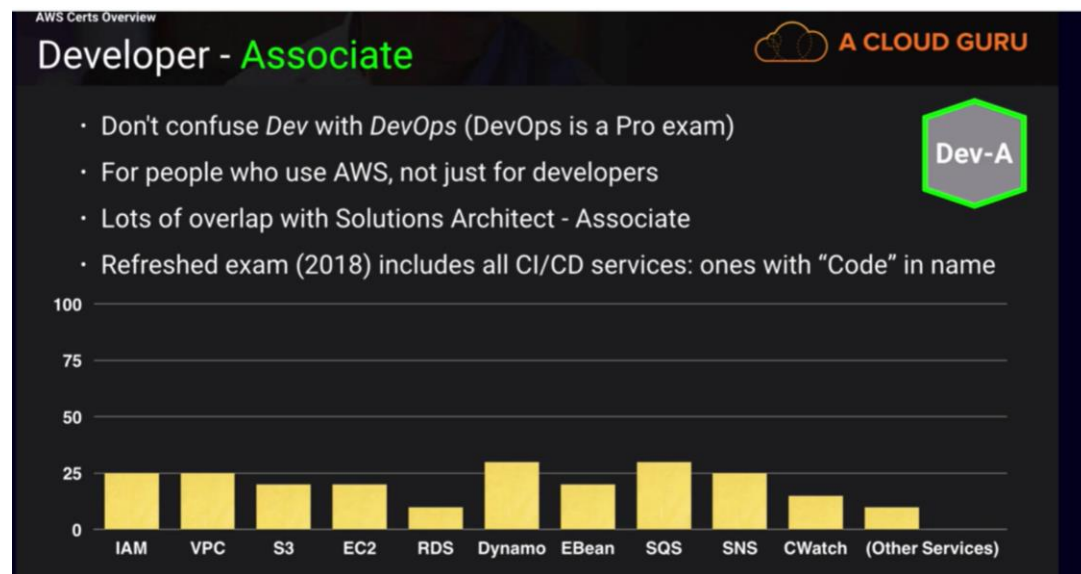 AWS Certs Overview
Developer - Associate
A CLOUD GURU
· Don't confuse Dev with DevOps (DevOps is a Pro exam)
Dev-A
· For people who use AWS, not just for developers
· Lots of overlap with Solutions Architect - Associate
· Refreshed exam (2018) includes all CI/CD services: ones with “Code” in name
100
75
50
25
0
IAM VPC S3 EC2 RDS Dynamo EBean SQS SNS CWatch (Other Services)